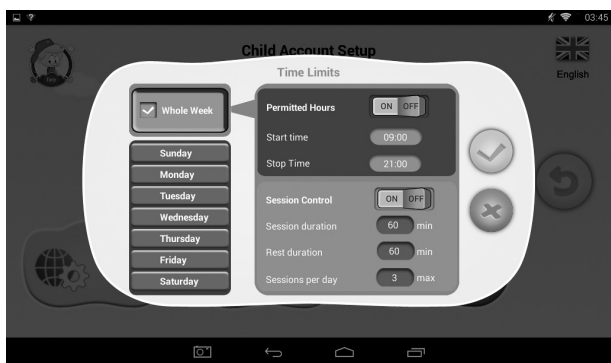 03:45
Child Account Setup
English
Time Limits
Whole Week
Sunday
Monday
Tuesday
Wednesday
Thursday
Friday
Saturday
Permitted Hours ON OFF
Start time 09:00
Stop Time 21:00
Session Control ON OFF
Session duration 60 min
Rest duration 60 min
Sessions per day 3 max